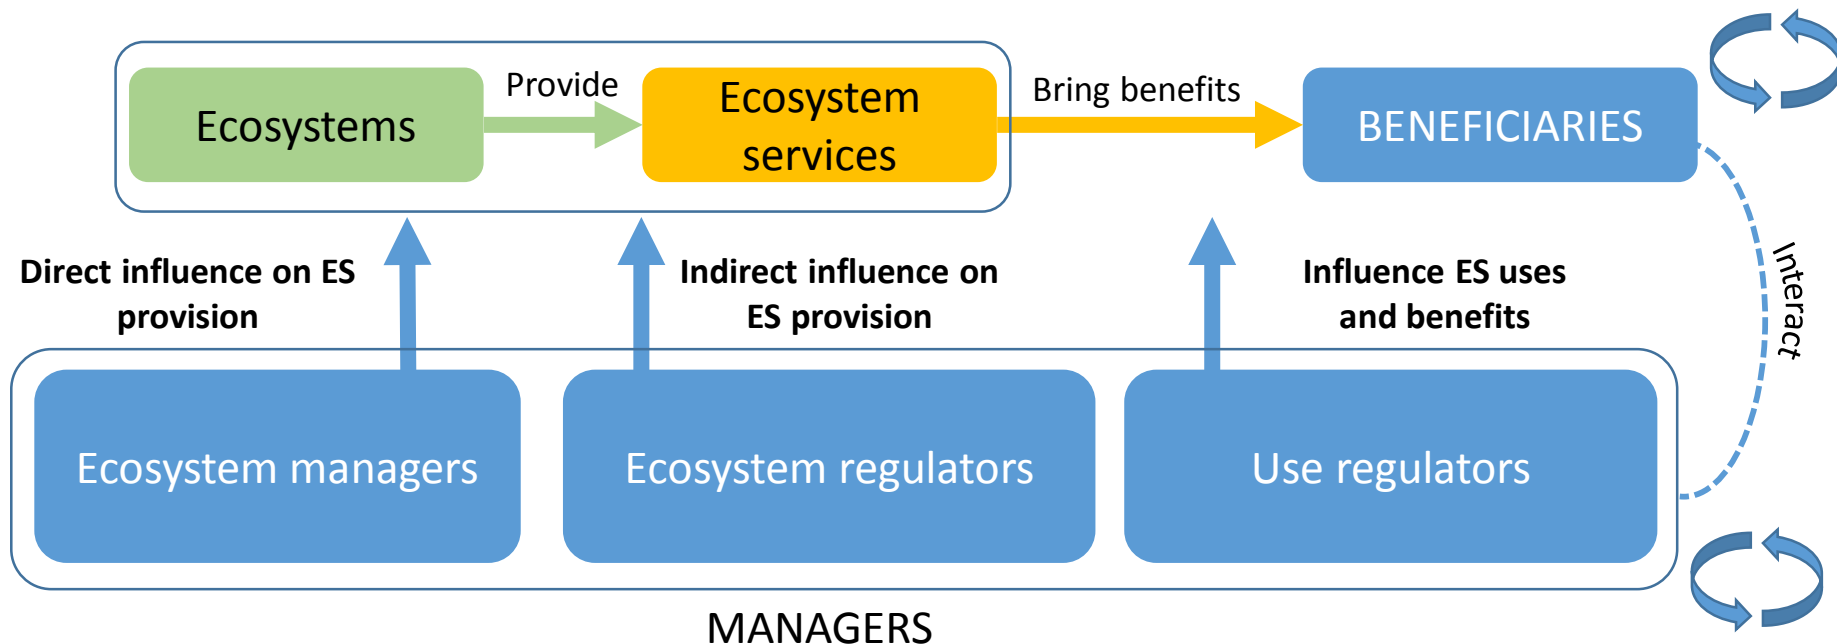 Provide
Ecosystems
Ecosystem
services
Bring benefits
BENEFICIARIES
Direct influence on ES
provision
Indirect influence on
ES provision
Influence ES uses
and benefits
Interact
Ecosystem managers
Ecosystem regulators
Use regulators
MANAGERS